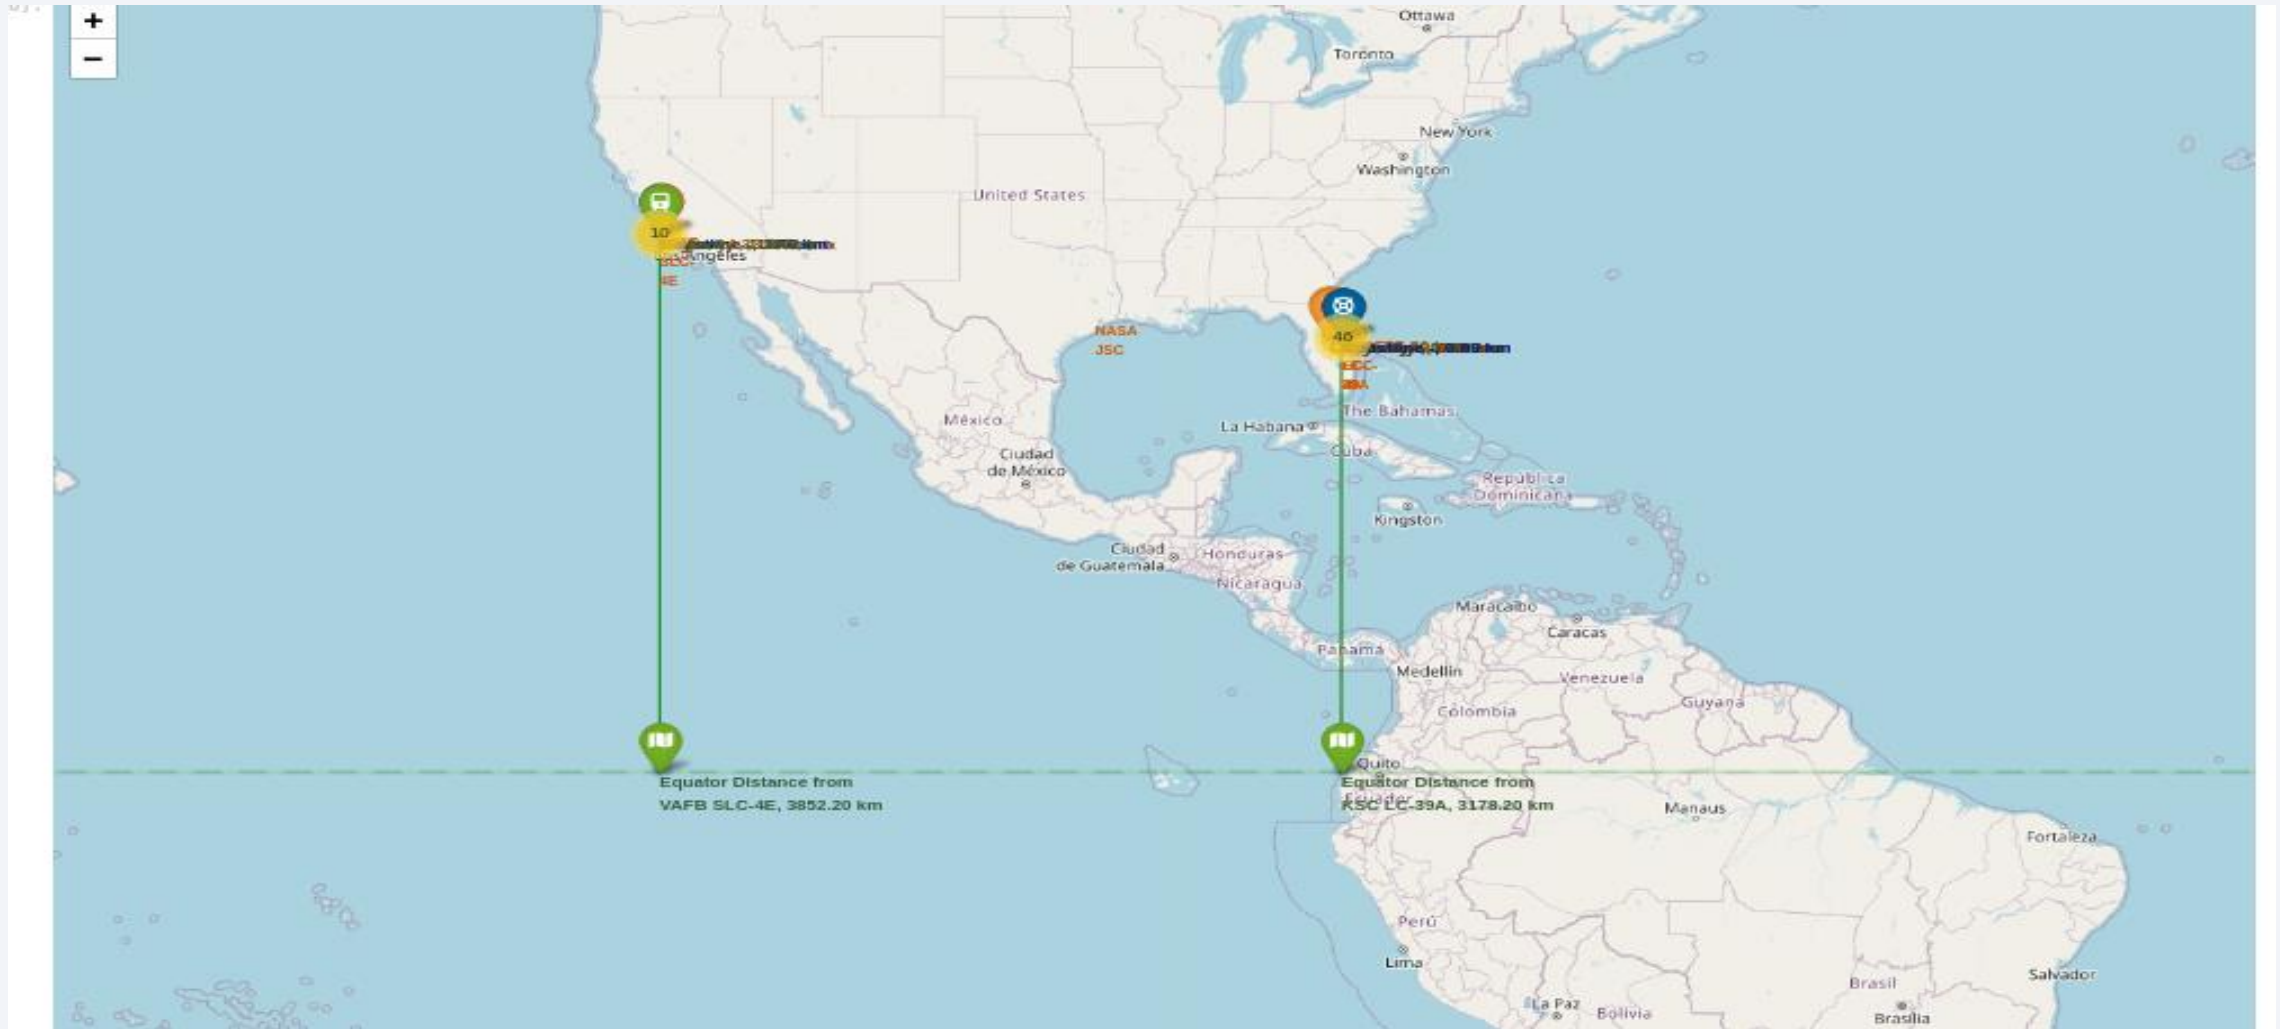 +
−
Ottawa
Toronto
New York
Washington
United States
10
Angeles
4E
NASA
JSC
46
The Bahamas
La Habana
Cuba
México
Ciudad
de México
República
Dominicana
Kingston
Ciudad
de Guatemala
Honduras
Nicaragua
Maracaibo
Caracas
Panamá
Medellín
Venezuela
Guyana
Colombia
Quito
Equator Distance from
VAFB SLC-4E, 3852.20 km
Equator Distance from
KSC LC-39A, 3178.20 km
Ecuador
Manaus
Fortaleza
Perú
Lima
Salvador
Brasil
La Paz
Bolivia
Brasília